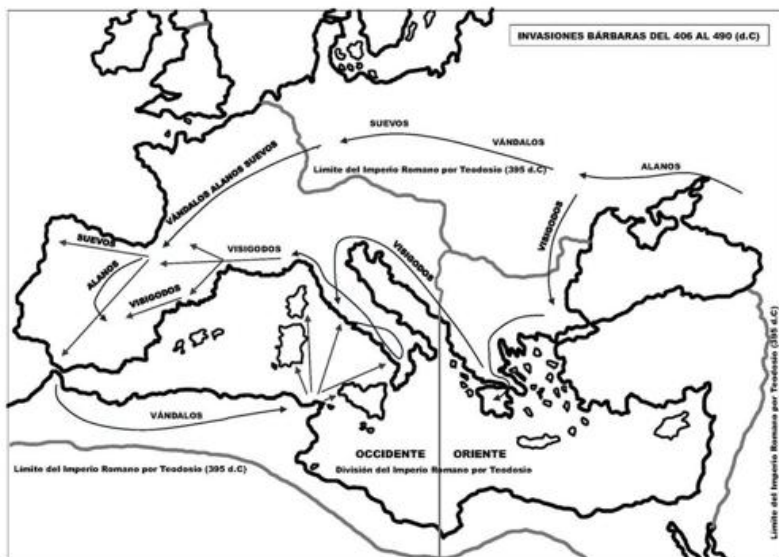 INVASIONES BÁRBARAS DEL 406 AL 490 (d.C)
SUEVOS
VÁNDALOS
ALANOS
Límite del Imperio Romano por Teodosio (395 d.C)
VÁNDALOS ALANOS SUEVOS
VISIGODOS
SUEVOS
VISIGODOS
VISIGODOS
ALANOS
VISIGODOS
VÁNDALOS
OCCIDENTE
ORIENTE
División del Imperio Romano por Teodosio
Límite del Imperio Romano por Teodosio (395 d.C)
Límite del Imperio Romano por Teodosio (395 d.C)